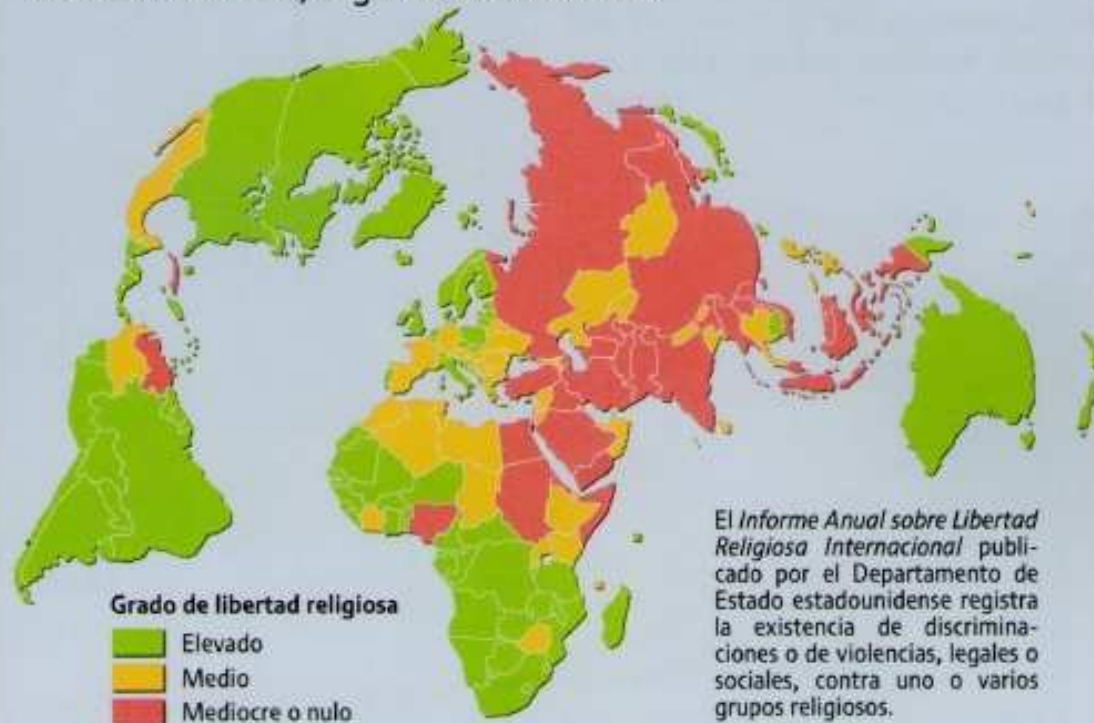 El Informe Anual sobre Libertad
Religiosa Internacional publi-
cado por el Departamento de
Estado estadounidense registra
la existencia de discrimina-
ciones o de violencias, legales o
sociales, contra uno o varios
grupos religiosos.
Grado de libertad religiosa
Elevado
Medio
Mediocre o nulo